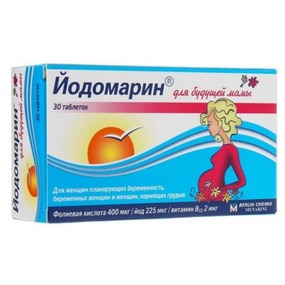 Йодомарин®
для будущей мамы
30 таблеток
Для женщин планирующих беременность,
беременных женщин и женщин, кормящих грудью
Фолиевая кислота 400 мкг / йод 225 мкг / витамин B₁₂ 2 мкг
BERLIN-CHEMIE
MENARINI